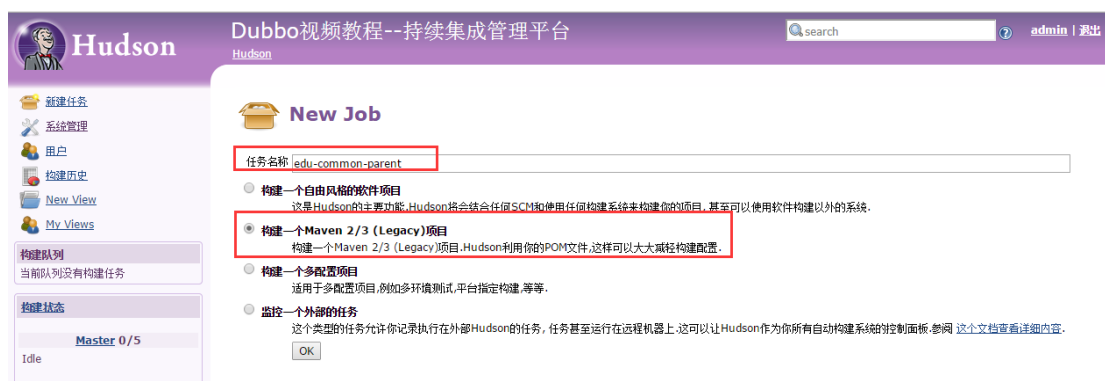 Hudson
Dubbo视频教程--持续集成管理平台
search
admin | 退出
Hudson
新建任务
系统管理
用户
构建历史
New View
My Views
构建队列
当前队列没有构建任务
构建状态
Master 0/5
Idle
New Job
任务名称 edu-common-parent
构建一个自由风格的软件项目
这是Hudson的主要功能.Hudson将会结合任何SCM和使用任何构建系统来构建你的项目, 甚至可以使用软件构建以外的系统.
构建一个Maven 2/3 (Legacy)项目
构建一个Maven 2/3 (Legacy)项目.Hudson利用你的POM文件,这样可以大大减轻构建配置.
构建一个多配置项目
适用于多配置项目,例如多环境测试,平台指定构建,等等.
监控一个外部的任务
这个类型的任务允许你记录执行在外部Hudson的任务, 任务甚至运行在远程机器上.这可以让Hudson作为你所有自动构建系统的控制面板.参阅 这个文档查看详细内容.
OK